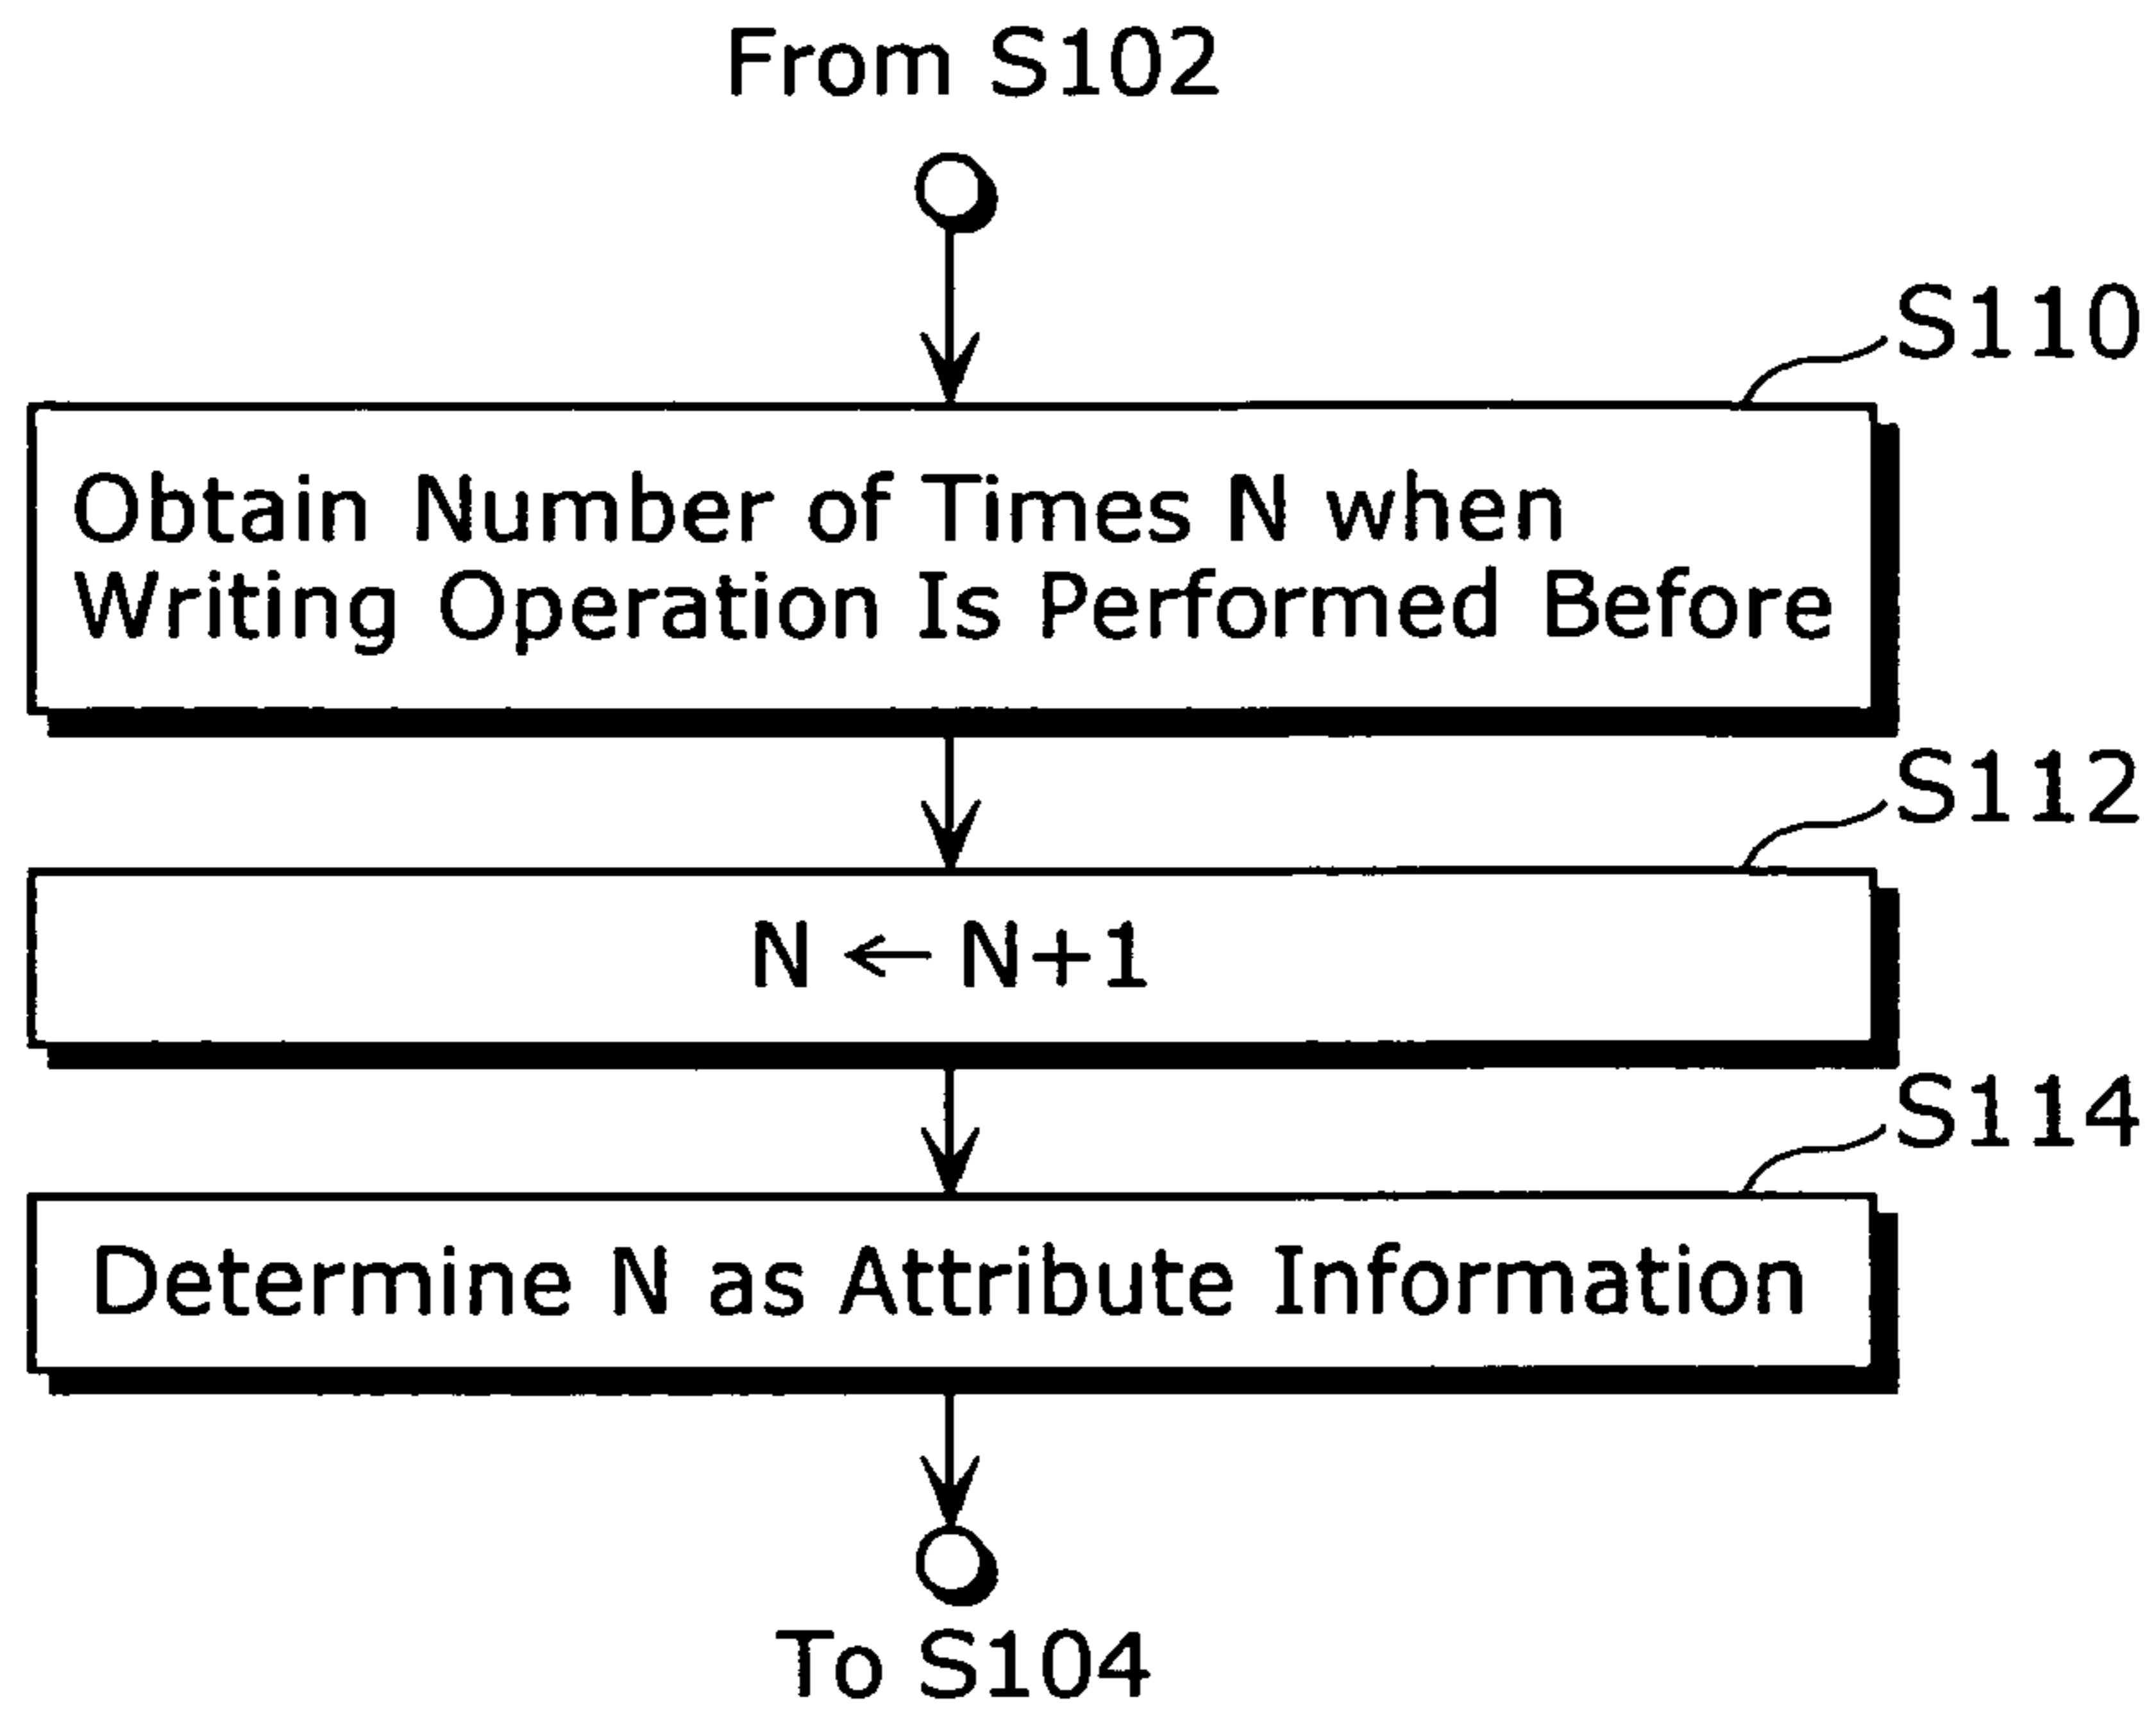 From S102
S110
Obtain Number of Times N when
Writing Operation Is Performed Before
S112
N ← N+1
S114
Determine N as Attribute Information
To S104